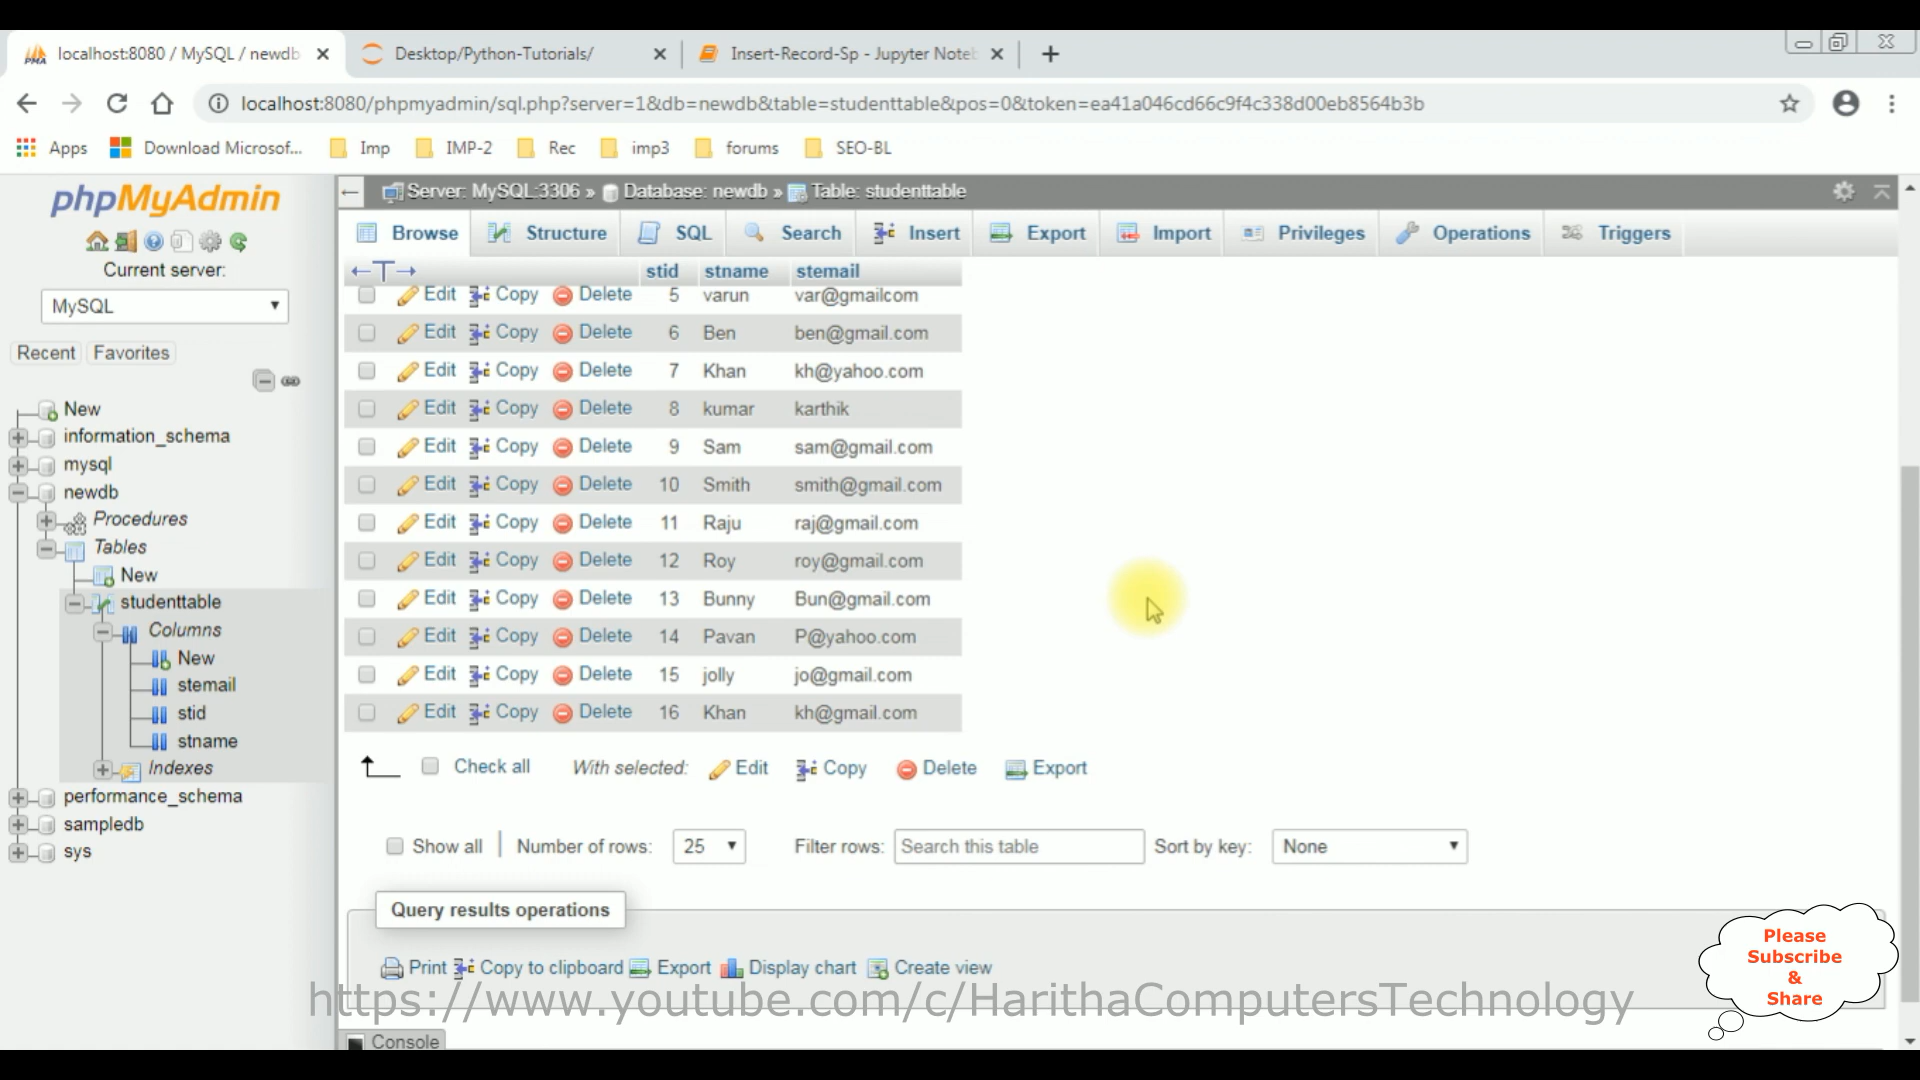 localhost:8080 / MySQL / newdb
Desktop/Python-Tutorials/
Insert-Record-Sp - Jupyter Noteb
localhost:8080/phpmyadmin/sql.php?server=1&db=newdb&table=studenttable&pos=0&token=ea41a046cd66c9f4c338d00eb8564b3b
Apps Download Microsof... Imp IMP-2 Rec imp3 forums SEO-BL
phpMyAdmin
Current server:
MySQL
Recent Favorites
New
information_schema
mysql
newdb
Procedures
Tables
New
studenttable
Columns
New
stemail
stid
stname
Indexes
performance_schema
sampledb
sys
Server: MySQL:3306 » Database: newdb » Table: studenttable
Browse Structure SQL Search Insert Export Import Privileges Operations Triggers
←T→ stid stname stemail
Edit Copy Delete 5 varun var@gmailcom
Edit Copy Delete 6 Ben ben@gmail.com
Edit Copy Delete 7 Khan kh@yahoo.com
Edit Copy Delete 8 kumar karthik
Edit Copy Delete 9 Sam sam@gmail.com
Edit Copy Delete 10 Smith smith@gmail.com
Edit Copy Delete 11 Raju raj@gmail.com
Edit Copy Delete 12 Roy roy@gmail.com
Edit Copy Delete 13 Bunny Bun@gmail.com
Edit Copy Delete 14 Pavan P@yahoo.com
Edit Copy Delete 15 jolly jo@gmail.com
Edit Copy Delete 16 Khan kh@gmail.com
Check all With selected: Edit Copy Delete Export
Show all Number of rows: 25 Filter rows: Search this table Sort by key: None
Query results operations
Print Copy to clipboard Export Display chart Create view
https://www.youtube.com/c/HarithaComputersTechnology
Console
Please
Subscribe
&
Share